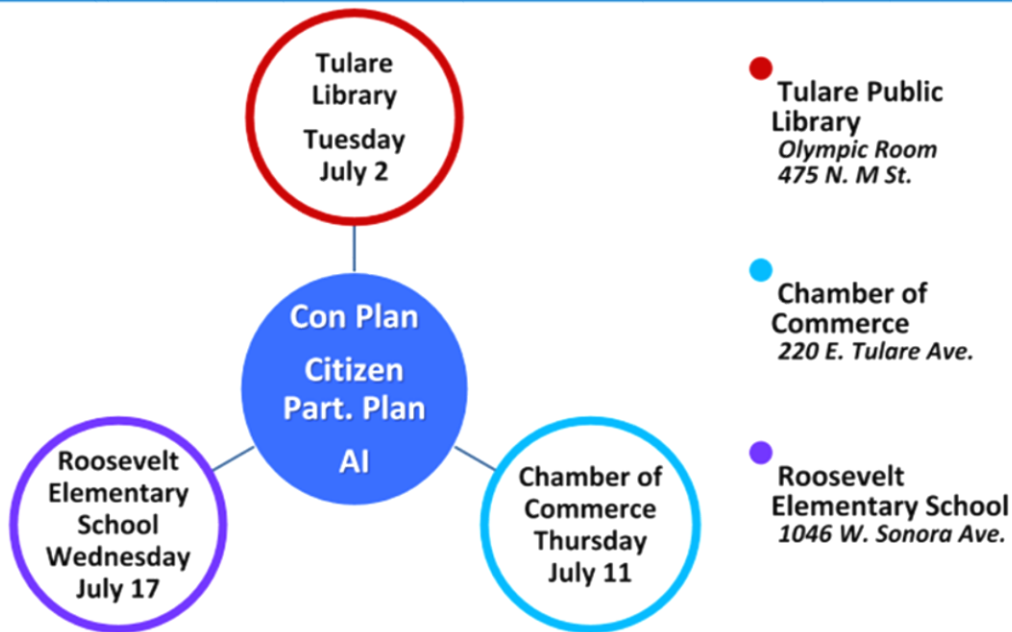 Tulare
Library
Tuesday
July 2
Con Plan
Citizen
Part. Plan
AI
Roosevelt
Elementary
School
Wednesday
July 17
Chamber of
Commerce
Thursday
July 11
Tulare Public
Library
Olympic Room
475 N. M St.
Chamber of
Commerce
220 E. Tulare Ave.
Roosevelt
Elementary School
1046 W. Sonora Ave.